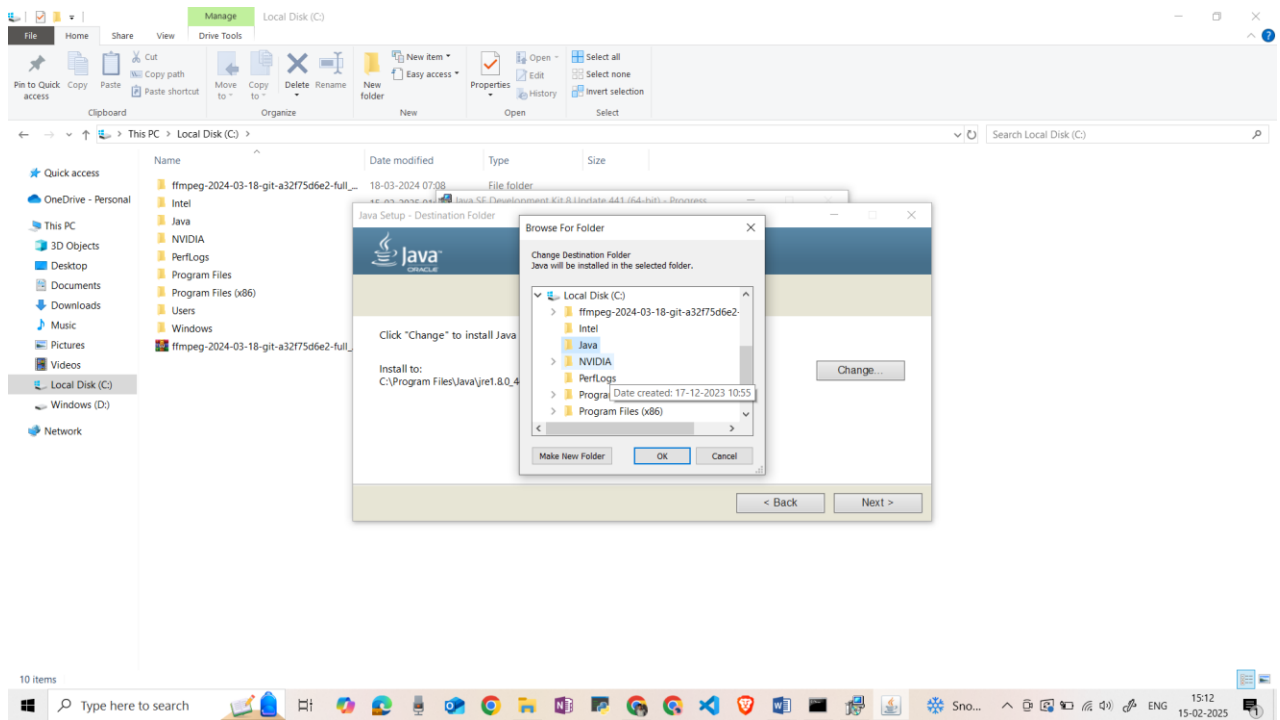 Manage
Local Disk (C:)
File
Home
Share
View
Drive Tools
Pin to Quick access
Copy
Paste
Cut
Copy path
Paste shortcut
Move to
Copy to
Delete
Rename
New folder
New item
Easy access
Properties
Open
Edit
History
Select all
Select none
Invert selection
Clipboard
Organize
New
Open
Select
This PC > Local Disk (C:) >
Search Local Disk (C:)
Quick access
OneDrive - Personal
This PC
3D Objects
Desktop
Documents
Downloads
Music
Pictures
Videos
Local Disk (C:)
Windows (D:)
Network
Name
Date modified
Type
Size
ffmpeg-2024-03-18-git-a32f75d6e2-full_...
18-03-2024 07:08
File folder
Intel
Java
NVIDIA
PerfLogs
Program Files
Program Files (x86)
Users
Windows
ffmpeg-2024-03-18-git-a32f75d6e2-full_
Java SE Development Kit 8 Update 441 (64-bit) - Progress
Java Setup - Destination Folder
Java
ORACLE
Click "Change" to install Java
Install to:
C:\Program Files\Java\jre1.8.0_4
Change...
< Back
Next >
Browse For Folder
Change Destination Folder
Java will be installed in the selected folder.
Local Disk (C:)
ffmpeg-2024-03-18-git-a32f75d6e2-
Intel
Java
NVIDIA
PerfLogs
Date created: 17-12-2023 10:55
Program Files (x86)
Make New Folder
OK
Cancel
10 items
Type here to search
Sno...
ENG
15:12
15-02-2025